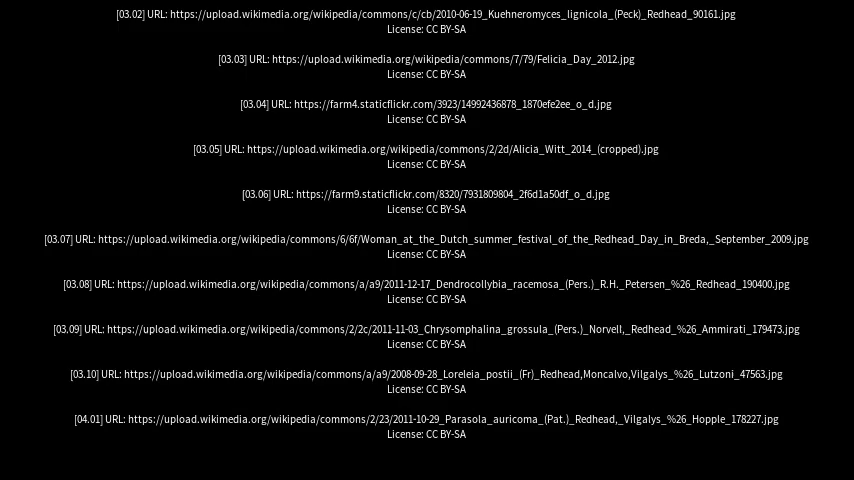 [03.02] URL: https://upload.wikimedia.org/wikipedia/commons/c/cb/2010-06-19_Kuehneromyces_lignicola_(Peck)_Redhead_90161.jpg
License: CC BY-SA
[03.03] URL: https://upload.wikimedia.org/wikipedia/commons/7/79/Felicia_Day_2012.jpg
License: CC BY-SA
[03.04] URL: https://farm4.staticflickr.com/3923/14992436878_1870efe2ee_o_d.jpg
License: CC BY-SA
[03.05] URL: https://upload.wikimedia.org/wikipedia/commons/2/2d/Alicia_Witt_2014_(cropped).jpg
License: CC BY-SA
[03.06] URL: https://farm9.staticflickr.com/8320/7931809804_2f6d1a50df_o_d.jpg
License: CC BY-SA
[03.07] URL: https://upload.wikimedia.org/wikipedia/commons/6/6f/Woman_at_the_Dutch_summer_festival_of_the_Redhead_Day_in_Breda,_September_2009.jpg
License: CC BY-SA
[03.08] URL: https://upload.wikimedia.org/wikipedia/commons/a/a9/2011-12-17_Dendrocollybia_racemosa_(Pers.)_R.H._Petersen_%26_Redhead_190400.jpg
License: CC BY-SA
[03.09] URL: https://upload.wikimedia.org/wikipedia/commons/2/2c/2011-11-03_Chrysomphalina_grossula_(Pers.)_Norvell,_Redhead_%26_Ammirati_179473.jpg
License: CC BY-SA
[03.10] URL: https://upload.wikimedia.org/wikipedia/commons/a/a9/2008-09-28_Loreleia_postii_(Fr)_Redhead,Moncalvo,Vilgalys_%26_Lutzoni_47563.jpg
License: CC BY-SA
[04.01] URL: https://upload.wikimedia.org/wikipedia/commons/2/23/2011-10-29_Parasola_auricoma_(Pat.)_Redhead,_Vilgalys_%26_Hopple_178227.jpg
License: CC BY-SA